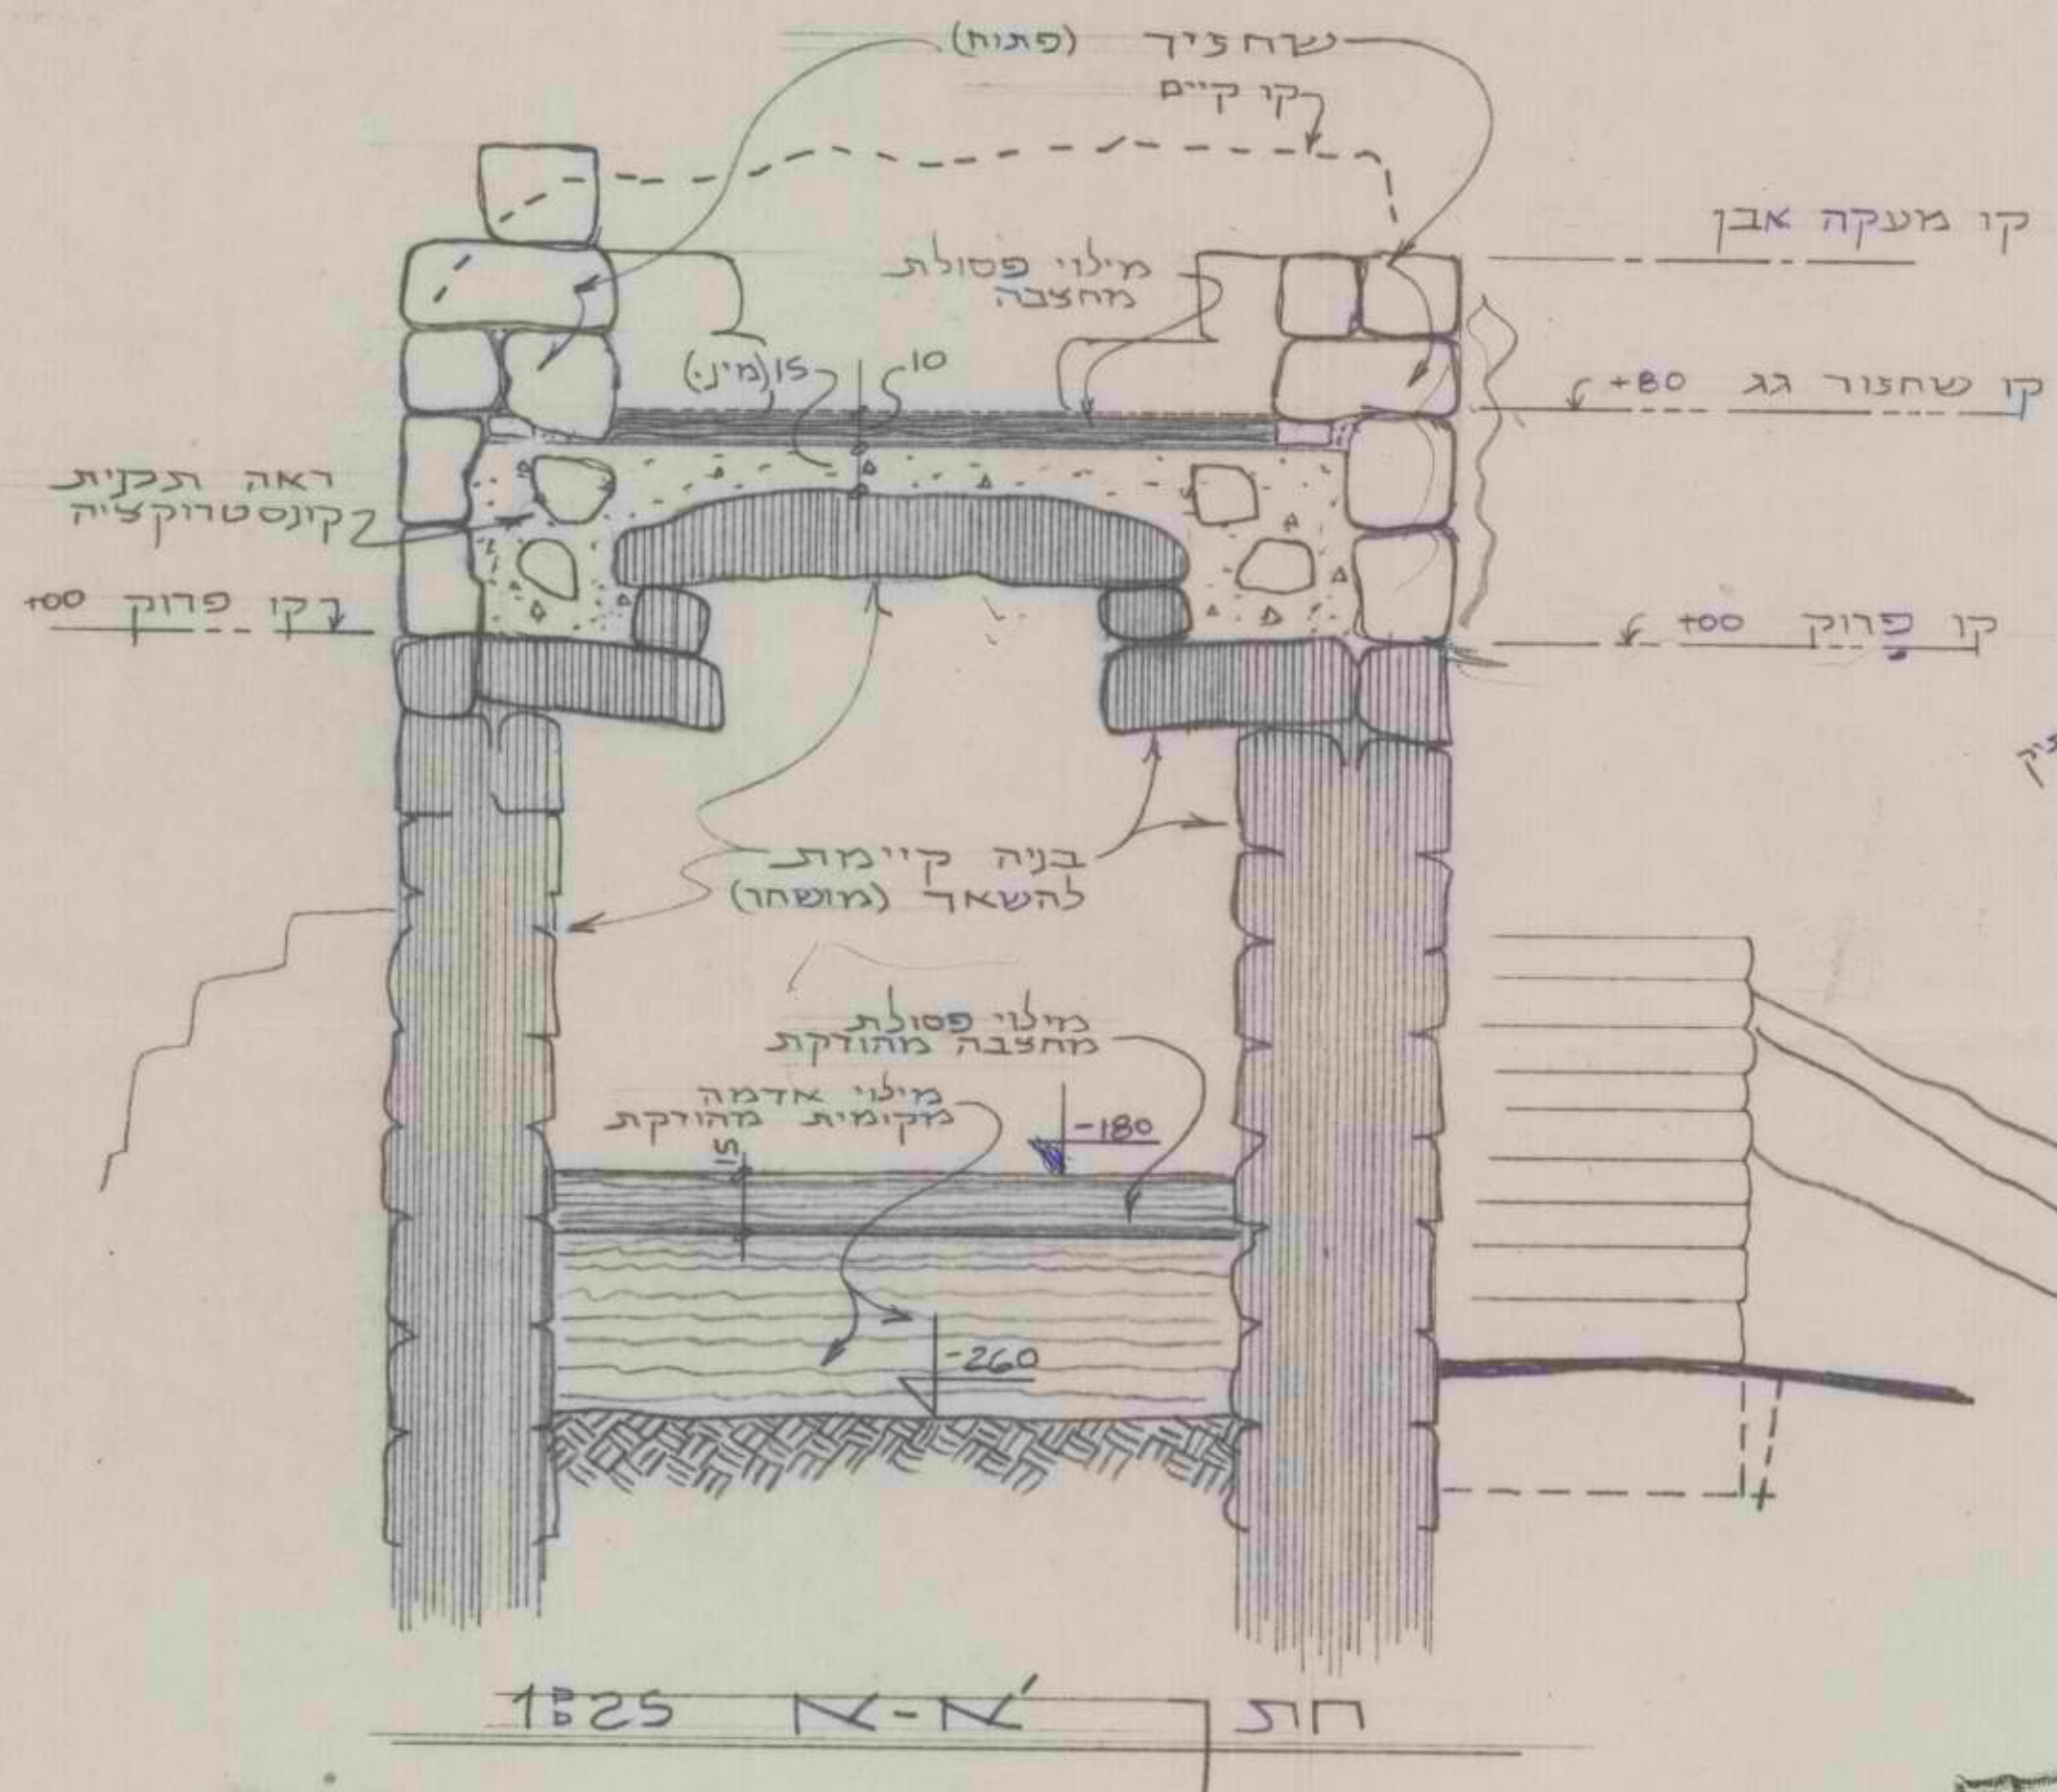 שחזיר (פתוח)
קו קיים
קו מעקה אבן
מילוי פסולת
מחצבה
15 (מינ.)
10
קו שחזור גג +80
ראה תכנית
קונסטרוקציה
קו פרוק +00
קו פרוק +00
בניה קיימת
להשאר (מושחר)
מילוי פסולת
מחצבה מהודקת
מילוי אדמה
מקומית מהודקת
15
-180
-260
חתך א-א' 1:25